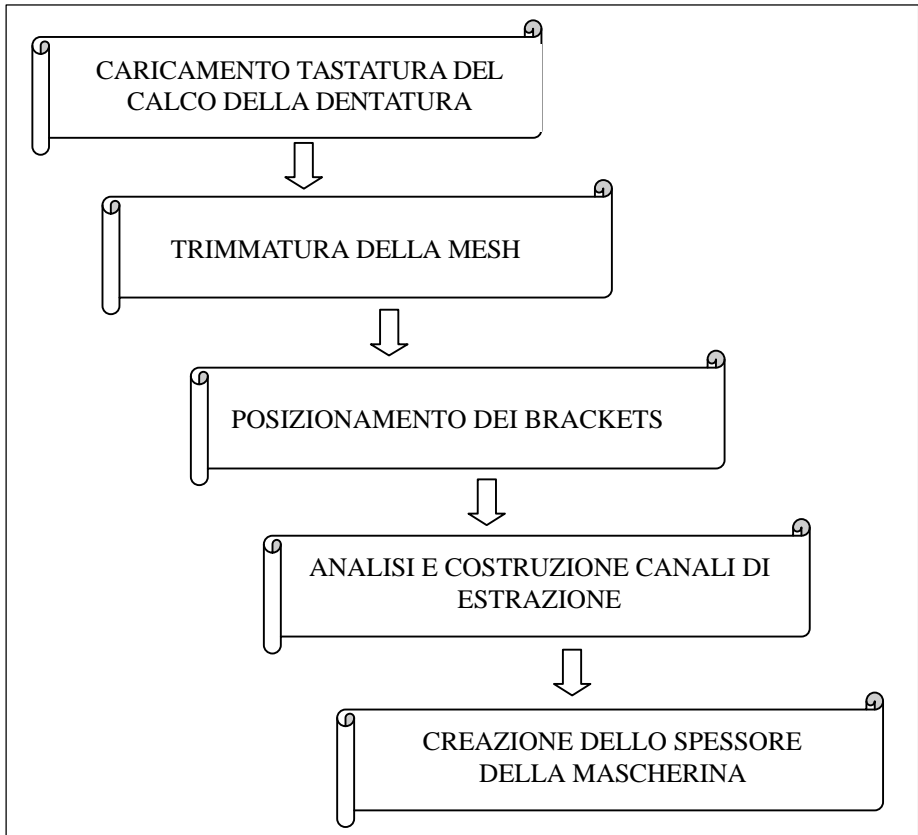 CARICAMENTO TASTATURA DEL
CALCO DELLA DENTATURA
TRIMMATURA DELLA MESH
POSIZIONAMENTO DEI BRACKETS
ANALISI E COSTRUZIONE CANALI DI
ESTRAZIONE
CREAZIONE DELLO SPESSORE
DELLA MASCHERINA